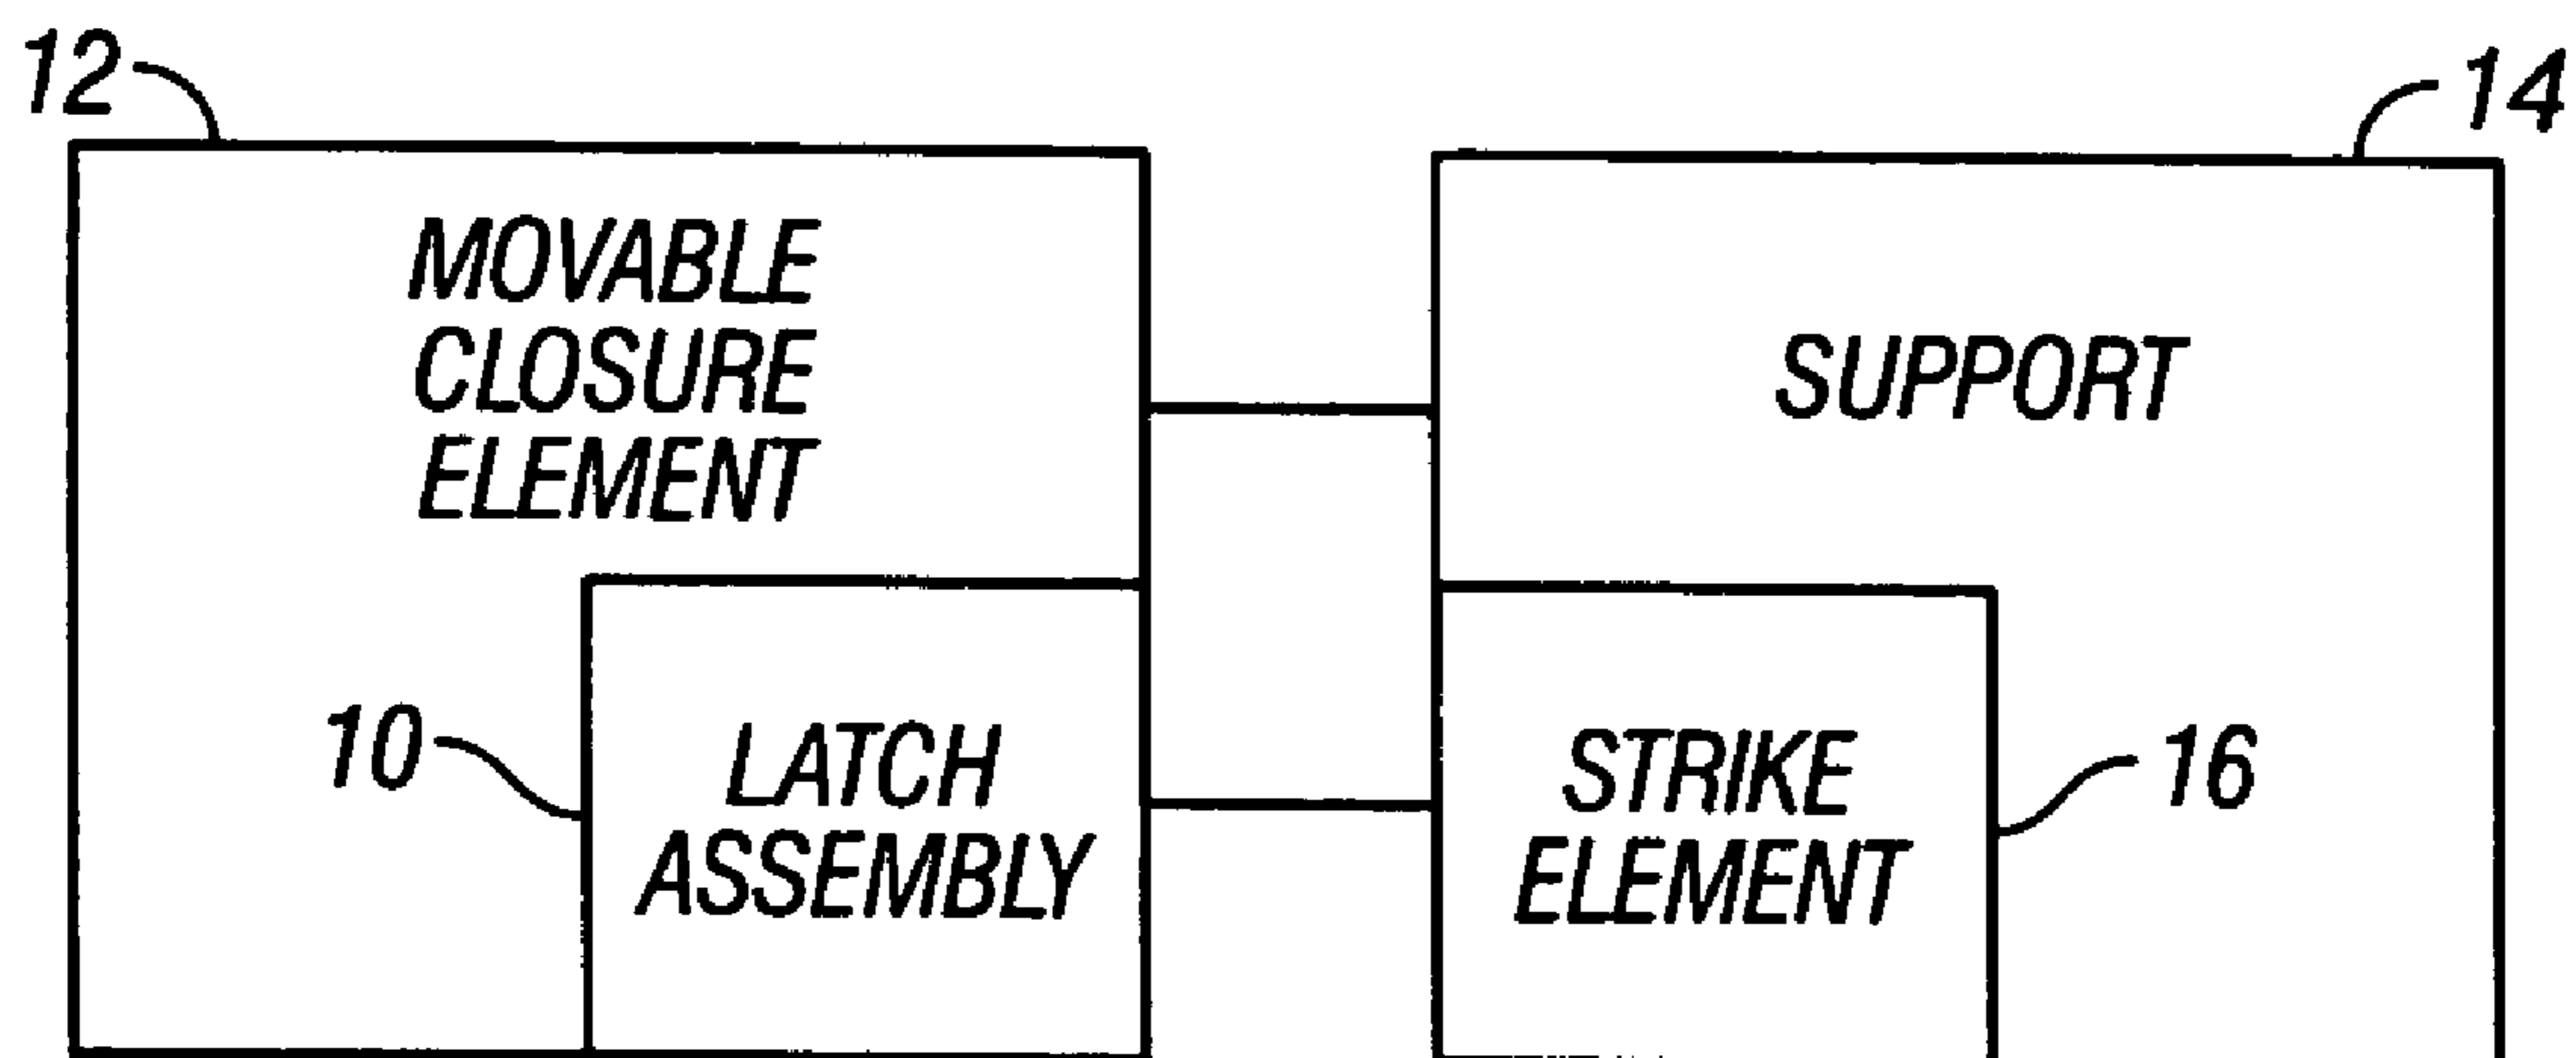 12
14
MOVABLE
CLOSURE
ELEMENT
SUPPORT
10
LATCH
ASSEMBLY
STRIKE
ELEMENT
16